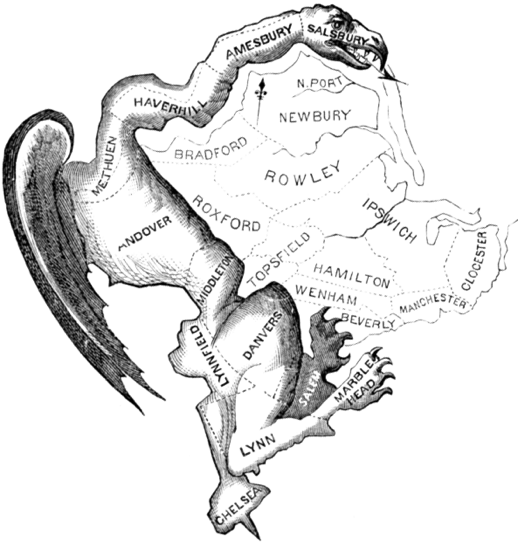 SALSBURY
AMESBURY
HAVERHILL
N. PORT
NEWBURY
METHUEN
BRADFORD
ROWLEY
ANDOVER
ROXFORD
IPSWICH
TOPSFIELD
MIDDLETON
HAMILTON
CLOCESTER
WENHAM
MANCHESTER
BEVERLY
LYNNFIELD
DANVERS
SALEM
MARBLE
HEAD
LYNN
CHELSEA